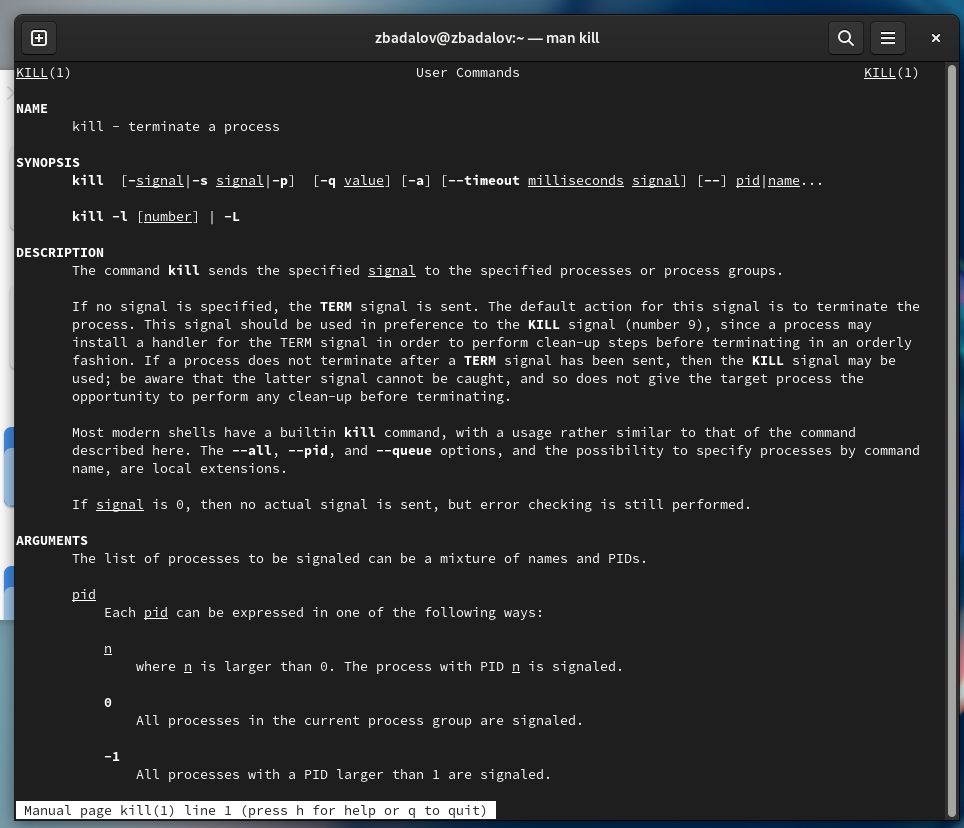 zbadalov@zbadalov:~ — man kill
KILL(1) User Commands KILL(1)
NAME
kill - terminate a process
SYNOPSIS
kill [-signal|-s signal|-p] [-q value] [-a] [--timeout milliseconds signal] [--] pid|name...
kill -l [number] | -L
DESCRIPTION
The command kill sends the specified signal to the specified processes or process groups.
If no signal is specified, the TERM signal is sent. The default action for this signal is to terminate the
process. This signal should be used in preference to the KILL signal (number 9), since a process may
install a handler for the TERM signal in order to perform clean-up steps before terminating in an orderly
fashion. If a process does not terminate after a TERM signal has been sent, then the KILL signal may be
used; be aware that the latter signal cannot be caught, and so does not give the target process the
opportunity to perform any clean-up before terminating.
Most modern shells have a builtin kill command, with a usage rather similar to that of the command
described here. The --all, --pid, and --queue options, and the possibility to specify processes by command
name, are local extensions.
If signal is 0, then no actual signal is sent, but error checking is still performed.
ARGUMENTS
The list of processes to be signaled can be a mixture of names and PIDs.
pid
Each pid can be expressed in one of the following ways:
n
where n is larger than 0. The process with PID n is signaled.
0
All processes in the current process group are signaled.
-1
All processes with a PID larger than 1 are signaled.
Manual page kill(1) line 1 (press h for help or q to quit)